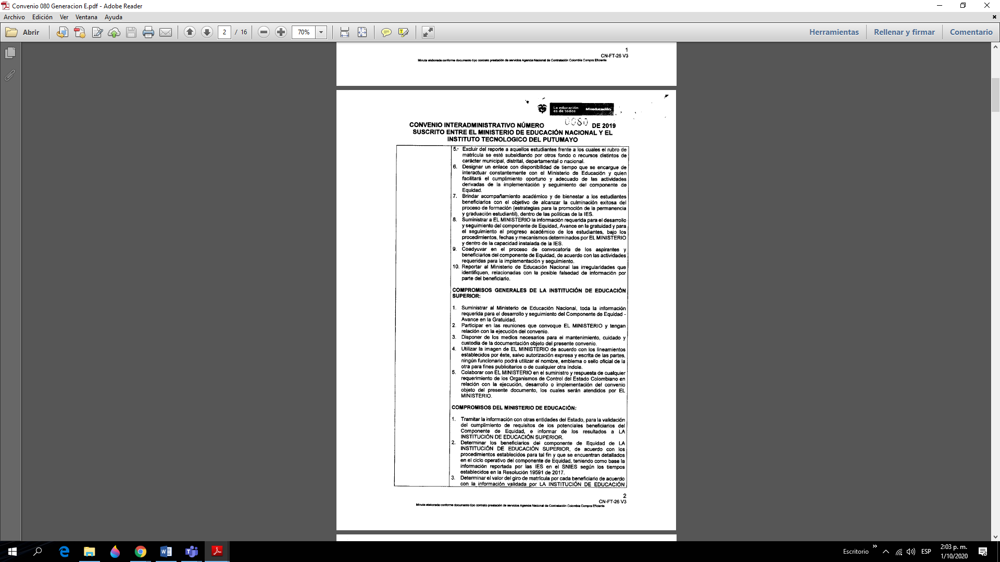 Convenio 080 Generacion E.pdf - Adobe Reader
Archivo Edición Ver Ventana Ayuda
Abrir 2 / 16 70% Herramientas Rellenar y firmar Comentario
1
CN-FT-26 V3
Minuta elaborada conforme documento tipo contrato prestación de servicios Agencia Nacional de Contratación Colombia Compra Eficiente
La educación
es de todos
Mineducación
CONVENIO INTERADMINISTRATIVO NÚMERO 0080 DE 2019
SUSCRITO ENTRE EL MINISTERIO DE EDUCACIÓN NACIONAL Y EL
INSTITUTO TECNOLOGICO DEL PUTUMAYO
5.- Excluir del reporte a aquellos estudiantes frente a los cuales el rubro de
matrícula se esté subsidiando por otros fondo o recursos distintos de
carácter municipal, distrital, departamental o nacional.
6. Designar un enlace con disponibilidad de tiempo que se encargue de
interactuar constantemente con el Ministerio de Educación y quien
facilitará el cumplimiento oportuno y adecuado de las actividades
derivadas de la implementación y seguimiento del componente de
Equidad.
7. Brindar acompañamiento académico y de bienestar a los estudiantes
beneficiarios con el objetivo de alcanzar la culminación exitosa del
proceso de formación (estrategias para la promoción de la permanencia
y graduación estudiantil), dentro de las políticas de la IES.
8. Suministrar a EL MINISTERIO la información requerida para el desarrollo
y seguimiento del componente de Equidad, Avance en la gratuidad y para
el seguimiento al progreso académico de los estudiantes, bajo los
procedimientos, fechas y mecanismos determinados por EL MINISTERIO
y dentro de la capacidad instalada de la IES.
9. Coadyuvar en el proceso de convocatoria de los aspirantes y
beneficiarios del componente de Equidad, de acuerdo con las actividades
requeridas para la implementación y seguimiento.
10. Reportar al Ministerio de Educación Nacional las irregularidades que
identifiquen, relacionadas con la posible falsedad de información por
parte del beneficiario.
COMPROMISOS GENERALES DE LA INSTITUCIÓN DE EDUCACIÓN
SUPERIOR:
1. Suministrar al Ministerio de Educación Nacional, toda la información
requerida para el desarrollo y seguimiento del Componente de Equidad -
Avance en la Gratuidad.
2. Participar en las reuniones que convoque EL MINISTERIO y tengan
relación con la ejecución del convenio.
3. Disponer de los medios necesarios para el mantenimiento, cuidado y
custodia de la documentación objeto del presente convenio.
4. Utilizar la imagen de EL MINISTERIO de acuerdo con los lineamientos
establecidos por éste, salvo autorización expresa y escrita de las partes,
ningún funcionario podrá utilizar el nombre, emblema o sello oficial de la
otra para fines publicitarios o de cualquier otra índole.
5. Colaborar con EL MINISTERIO en el suministro y respuesta de cualquier
requerimiento de los Organismos de Control del Estado Colombiano en
relación con la ejecución, desarrollo o implementación del convenio
objeto del presente documento, los cuales serán atendidos por EL
MINISTERIO.
COMPROMISOS DEL MINISTERIO DE EDUCACIÓN:
1. Tramitar la información con otras entidades del Estado, para la validación
del cumplimiento de requisitos de los potenciales beneficiarios del
Componente de Equidad, e informar de los resultados a LA
INSTITUCIÓN DE EDUCACIÓN SUPERIOR.
2. Determinar los beneficiarios del componente de Equidad de LA
INSTITUCIÓN DE EDUCACIÓN SUPERIOR, de acuerdo con los
procedimientos establecidos para tal fin y que se encuentran detallados
en el ciclo operativo del componente de Equidad, teniendo como base la
información reportada por las IES en el SNIES según los tiempos
establecidos en la Resolución 19591 de 2017.
3. Determinar el valor del giro de matrícula por cada beneficiario de acuerdo
con la información validada por LA INSTITUCIÓN DE EDUCACIÓN
2
CN-FT-26 V3
Minuta elaborada conforme documento tipo contrato prestación de servicios Agencia Nacional de Contratación Colombia Compra Eficiente
Escritorio ESP 2:03 p. m.
1/10/2020